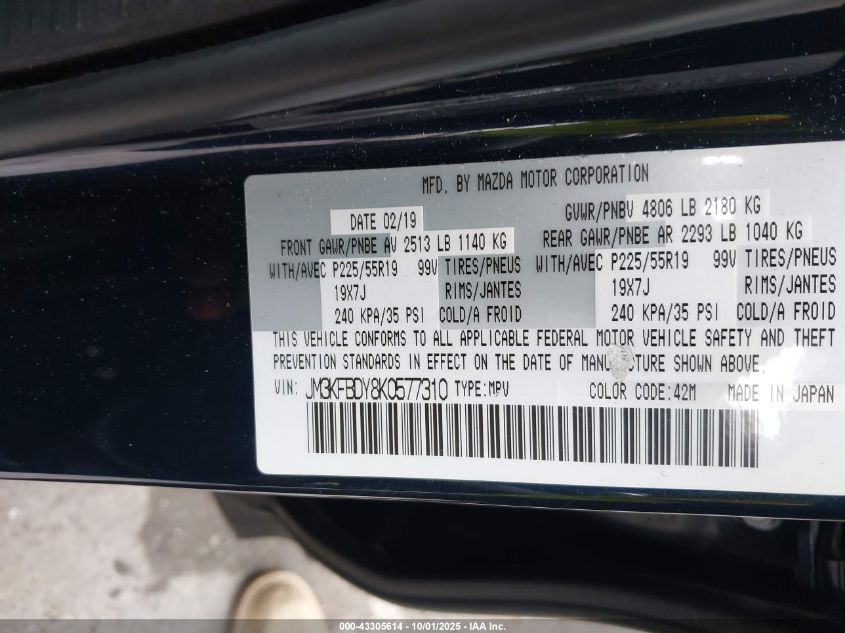 MFD. BY MAZDA MOTOR CORPORATION
DATE 02/19 GVWR/PNBV 4806 LB 2180 KG
FRONT GAWR/PNBE AV 2513 LB 1140 KG REAR GAWR/PNBE AR 2293 LB 1040 KG
WITH/AVEC P225/55R19 99V TIRES/PNEUS WITH/AVEC P225/55R19 99V TIRES/PNEUS
19X7J RIMS/JANTES 19X7J RIMS/JANTES
240 KPA/35 PSI COLD/A FROID 240 KPA/35 PSI COLD/A FROID
THIS VEHICLE CONFORMS TO ALL APPLICABLE FEDERAL MOTOR VEHICLE SAFETY AND THEFT
PREVENTION STANDARDS IN EFFECT ON THE DATE OF MANUFACTURE SHOWN ABOVE.
VIN: JM3KFBDY8K0577310 TYPE:MPV COLOR CODE:42M MADE IN JAPAN
000-43305614 - 10/01/2025 - IAA Inc.